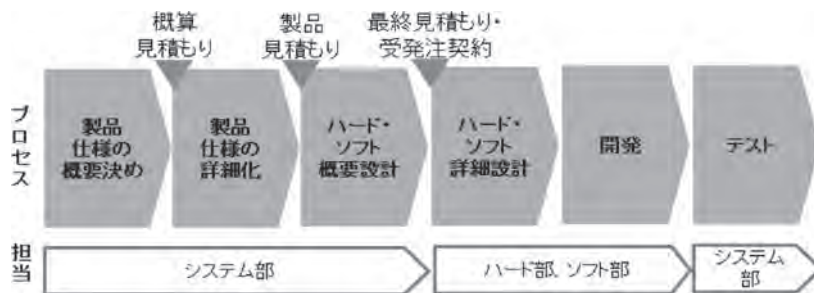 概算
見積もり
製品
見積もり
最終見積もり・
受発注契約
プロセス
製品
仕様の
概要決め
製品
仕様の
詳細化
ハード・
ソフト
概要設計
ハード・
ソフト
詳細設計
開発
テスト
担当
システム部
ハード部、ソフト部
システム
部